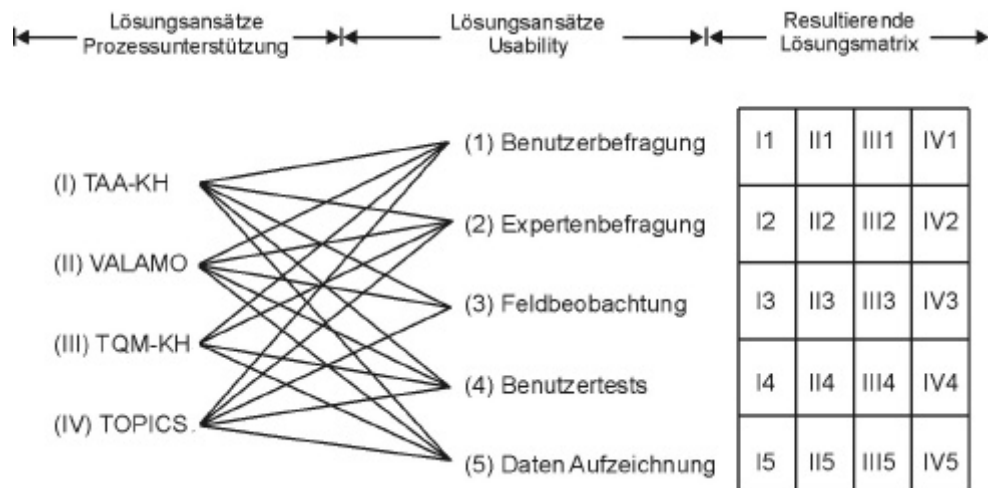 Lösungsansätze
Prozessunterstützung
Lösungsansätze
Usability
Resultierende
Lösungsmatrix
(I) TAA-KH
(II) VALAMO
(III) TQM-KH
(IV) TOPICS.
(1) Benutzerbefragung
(2) Expertenbefragung
(3) Feldbeobachtung
(4) Benutzertests
(5) Daten Aufzeichnung
I1 II1 III1 IV1
I2 II2 III2 IV2
I3 II3 III3 IV3
I4 II4 III4 IV4
I5 II5 III5 IV5